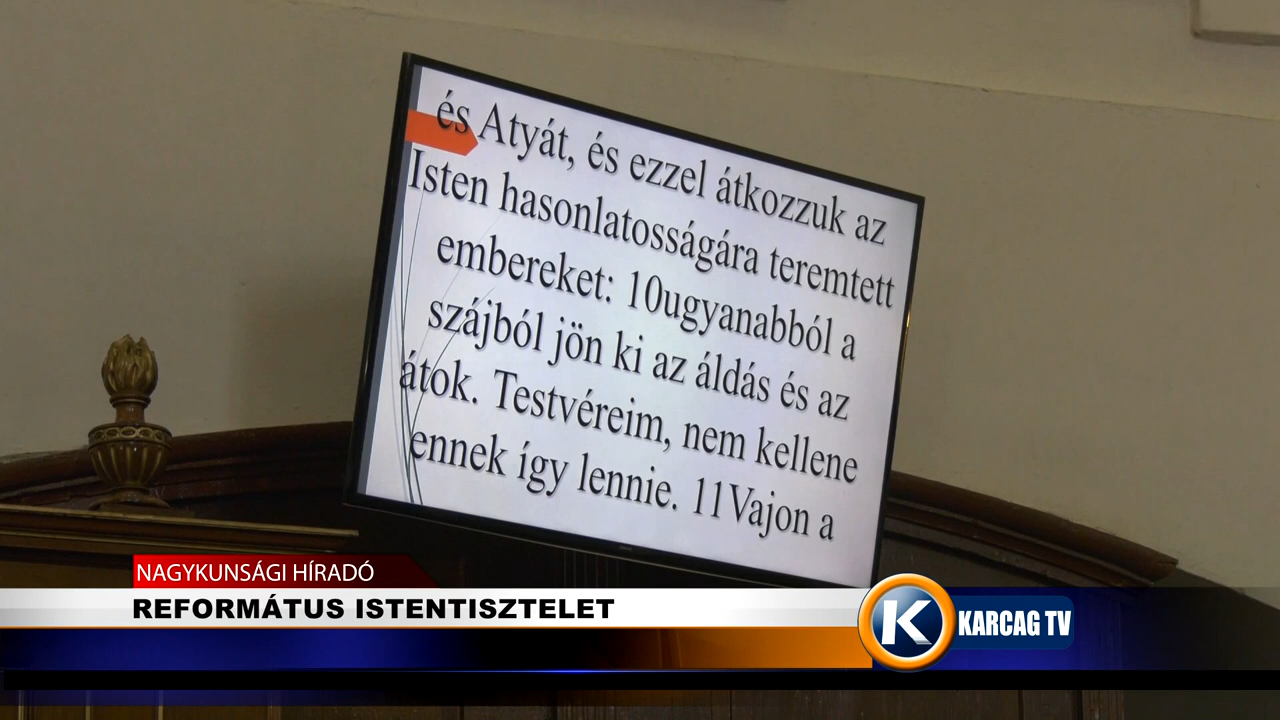 és Atyát, és ezzel átkozzuk az
Isten hasonlatosságára teremtett
embereket: 10ugyanabból a
szájból jön ki az áldás és az
átok. Testvéreim, nem kellene
ennek így lennie. 11Vajon a
NAGYKUNSÁGI HÍRADÓ
REFORMÁTUS ISTENTISZTELET
K KARCAG TV